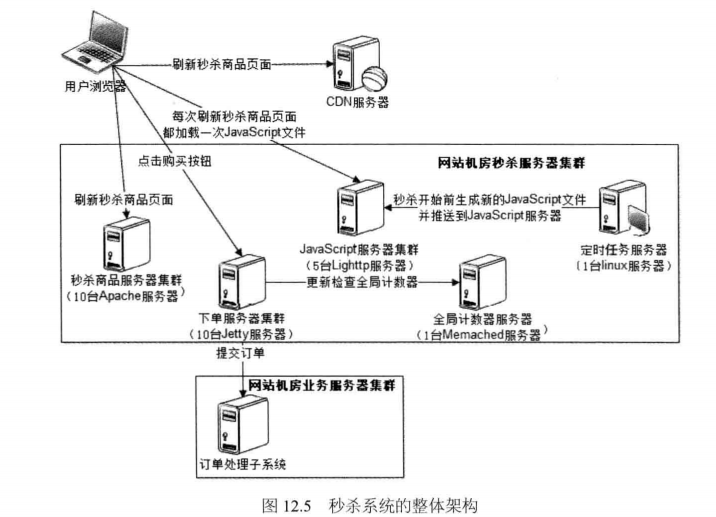 刷新秒杀商品页面
用户浏览器
CDN服务器
每次刷新秒杀商品页面
都加载一次JavaScript文件
点击购买按钮
网站机房秒杀服务器集群
刷新秒杀商品页面
秒杀开始前生成新的JavaScript文件
并推送到JavaScript服务器
JavaScript服务器集群
(5台Lighttp服务器)
定时任务服务器
(1台linux服务器)
秒杀商品服务器集群
(10台Apache服务器)
更新检查全局计数器
下单服务器集群
(10台Jetty服务器)
全局计数器服务器
(1台Memached服务器)
提交订单
网站机房业务服务器集群
订单处理子系统
图 12.5 秒杀系统的整体架构